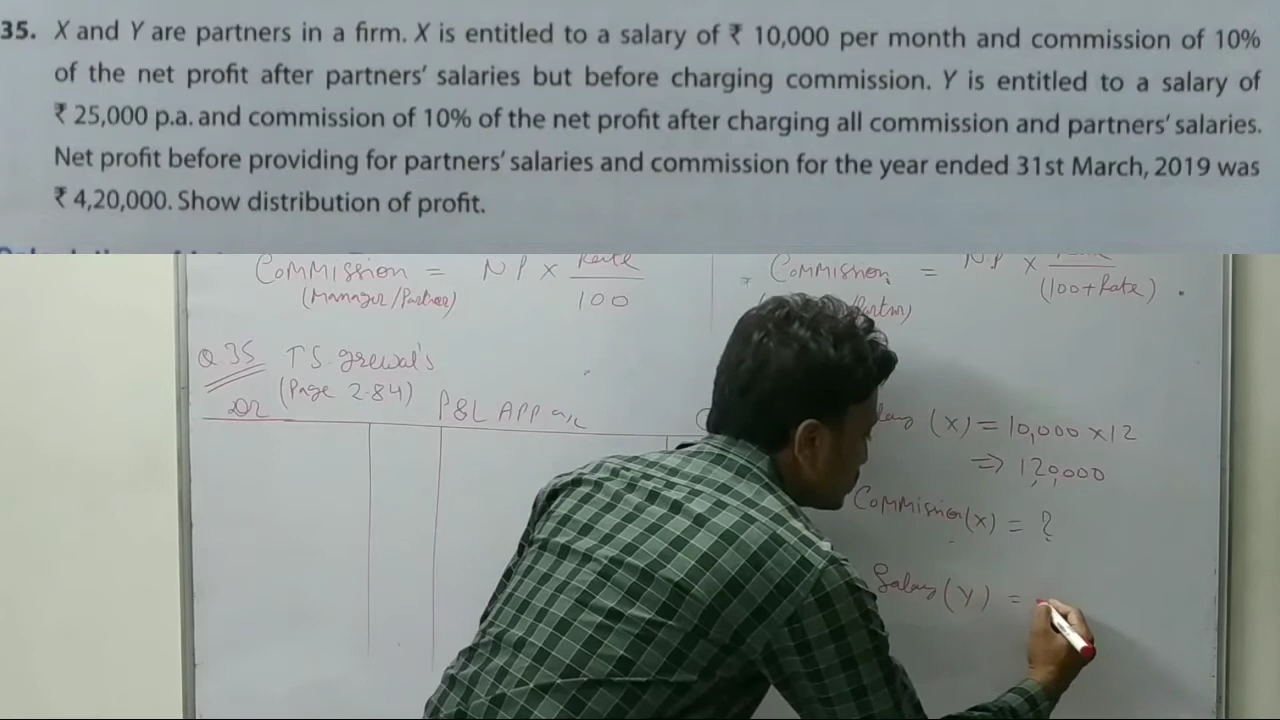 35. X and Y are partners in a firm. X is entitled to a salary of ₹ 10,000 per month and commission of 10%
of the net profit after partners' salaries but before charging commission. Y is entitled to a salary of
₹ 25,000 p.a. and commission of 10% of the net profit after charging all commission and partners' salaries.
Net profit before providing for partners' salaries and commission for the year ended 31st March, 2019 was
₹ 4,20,000. Show distribution of profit.
Commission = NP × Rate
100
(Manager/Partner)
Commission = NP ×
(100+Rate)
Q.35 T.S. grewal's
(Page 2.84)
Dr P&L APP a/c
(X) = 10,000 × 12
⇒ 120,000
Commission(X) = ?
Salary (Y) =